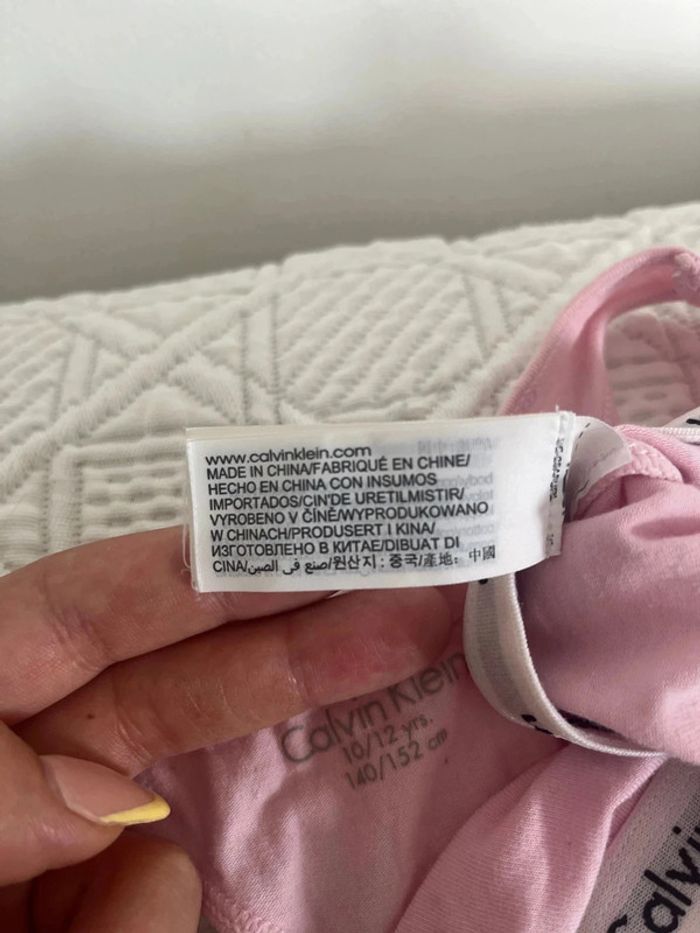 www.calvinklein.com
MADE IN CHINA/FABRIQUÉ EN CHINE/
HECHO EN CHINA CON INSUMOS
IMPORTADOS/CIN'DE URETILMISTIR/
VYROBENO V ČÍNĚ/WYPRODUKOWANO
W CHINACH/PRODUSERT I KINA/
ИЗГОТОВЛЕНО В КИТАЕ/DIBUAT DI
CINA/صنع في الصين/원산지 : 중국/產地: 中國
Calvin Klein
10/12 yrs.
140/152 cm